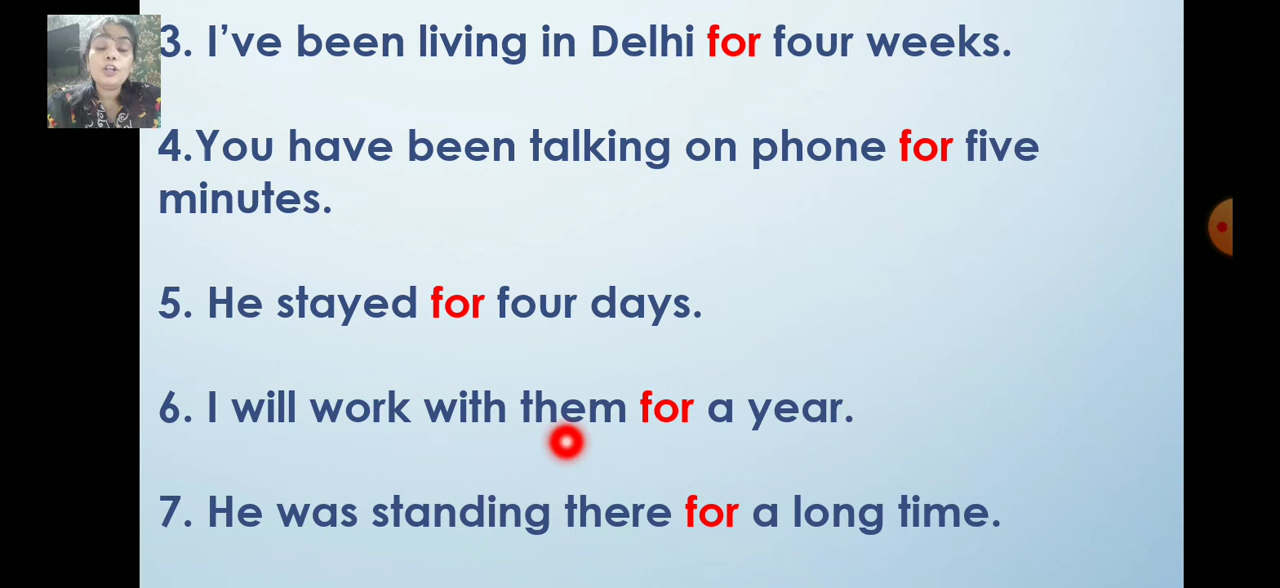 3. I’ve been living in Delhi for four weeks.
4.You have been talking on phone for five
minutes.
5. He stayed for four days.
6. I will work with them for a year.
7. He was standing there for a long time.